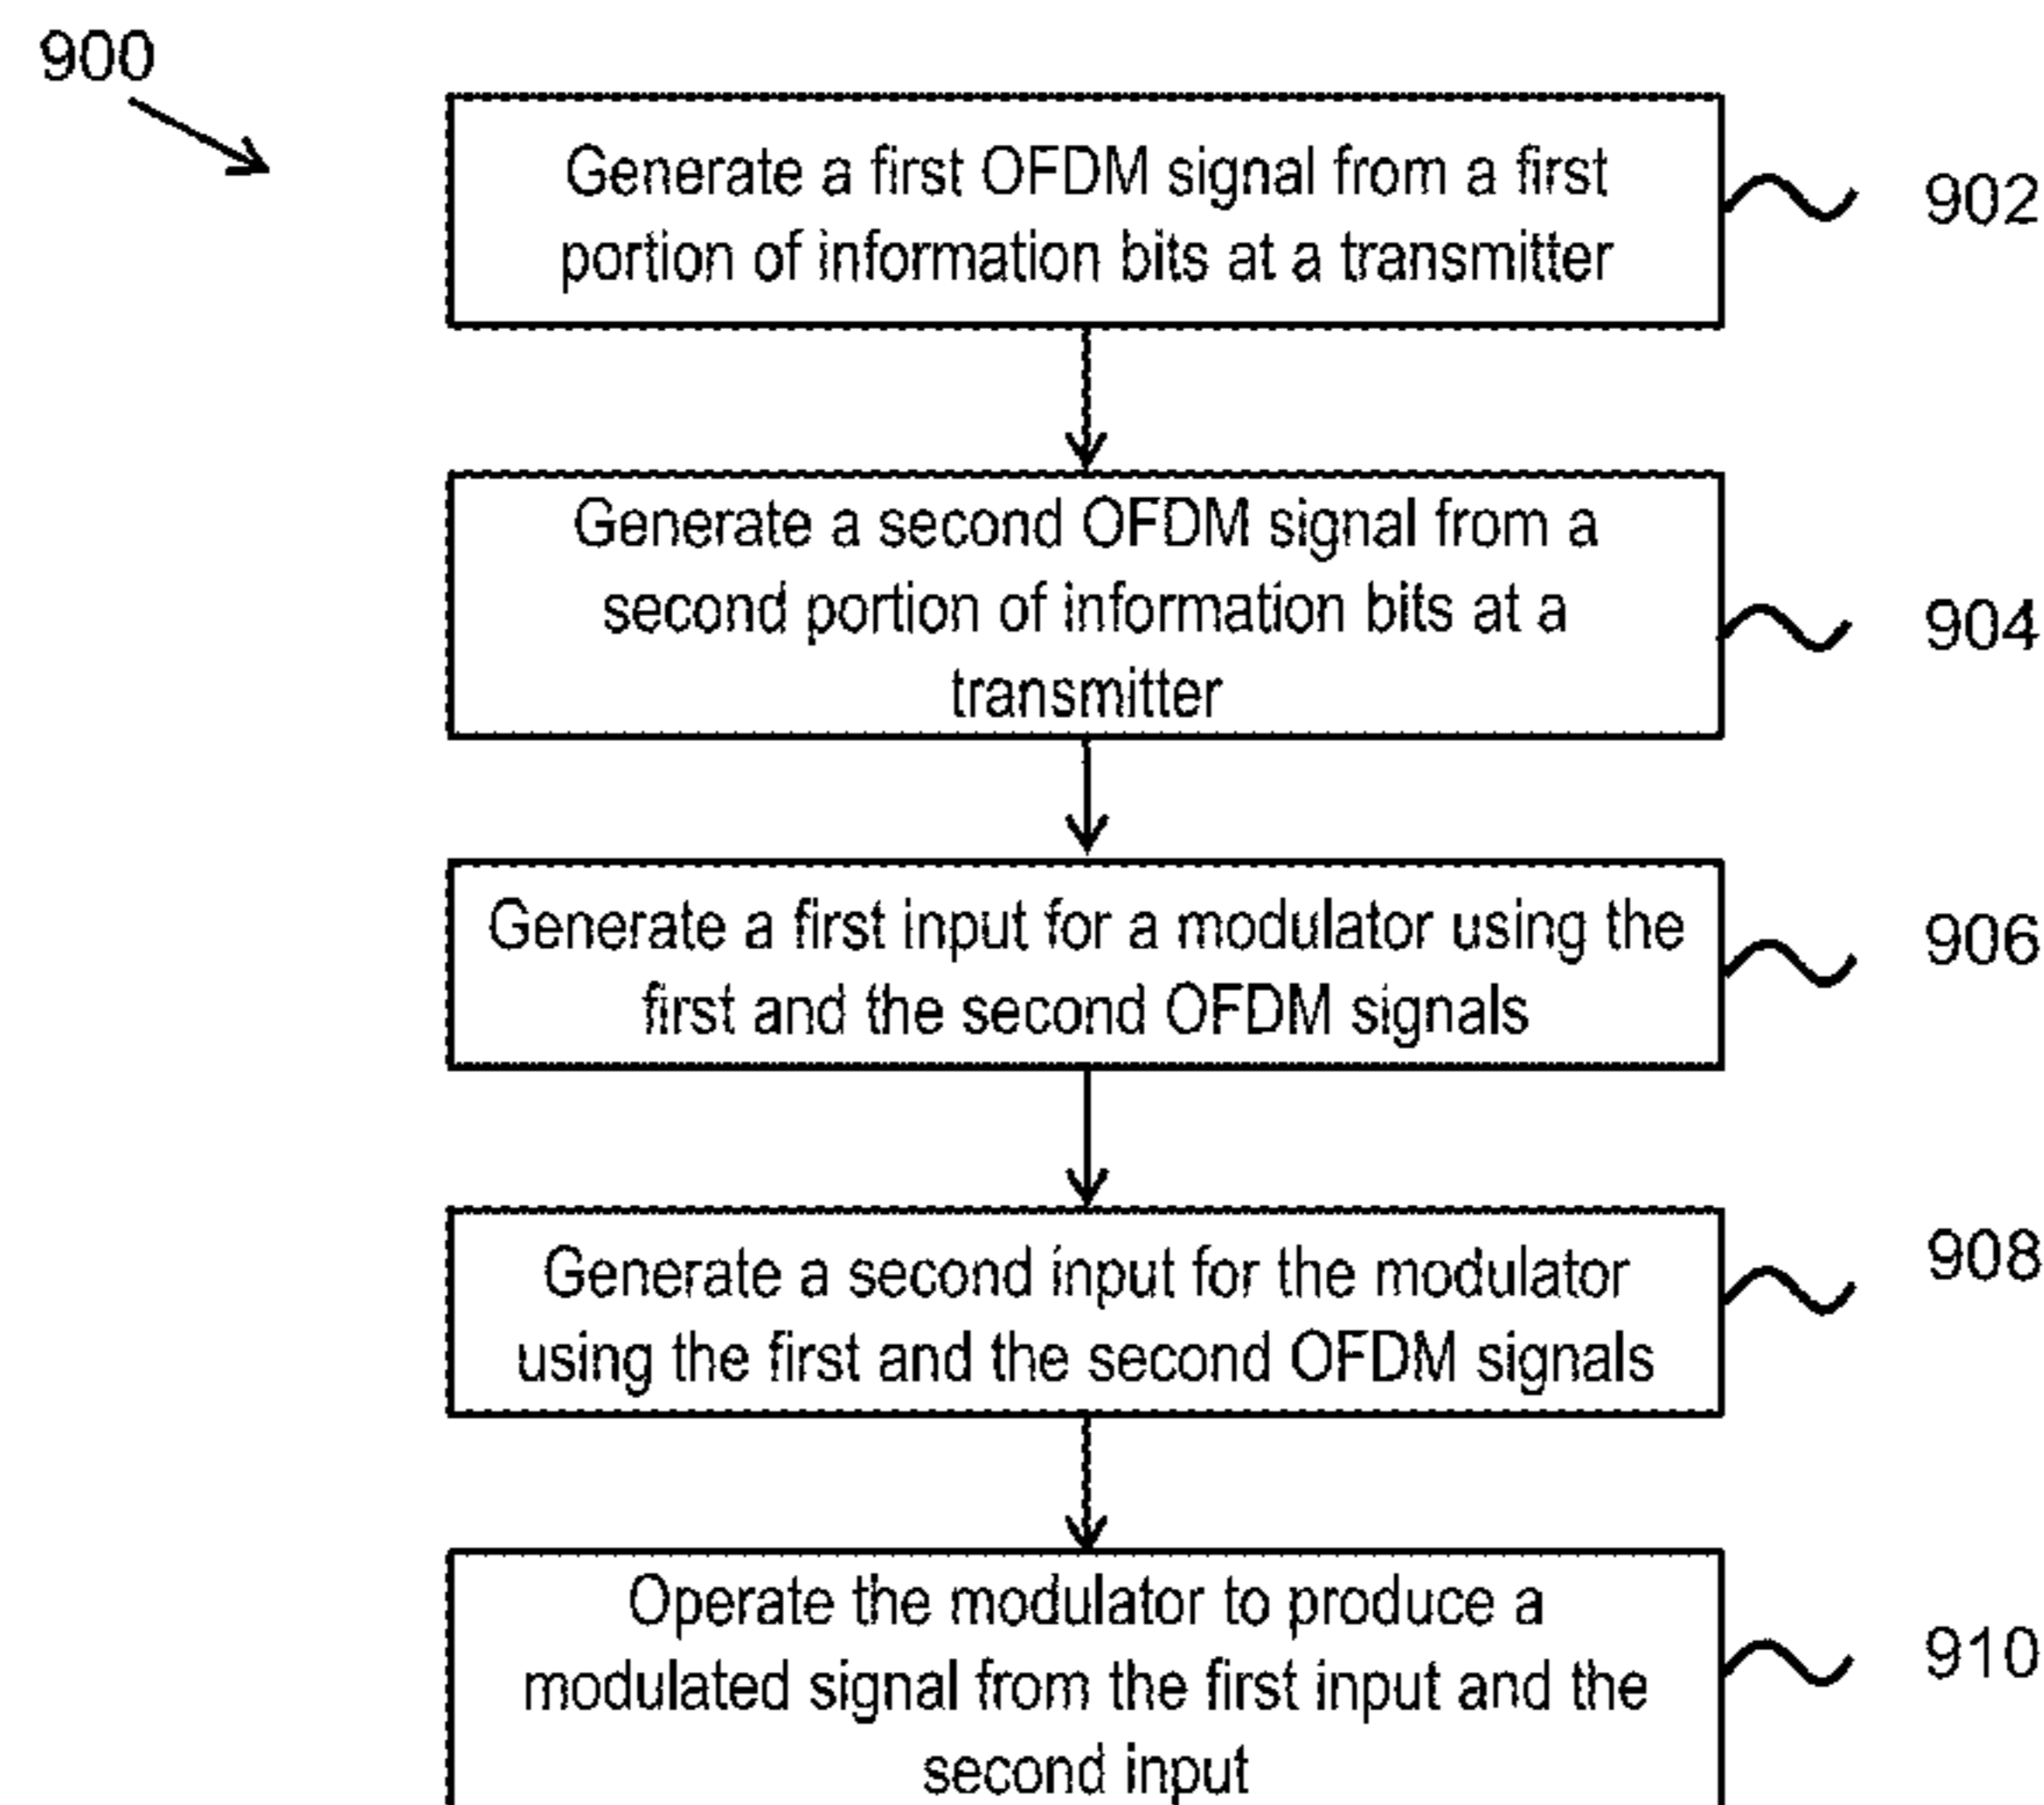 900
Generate a first OFDM signal from a first
portion of information bits at a transmitter
902
Generate a second OFDM signal from a
second portion of information bits at a
transmitter
904
Generate a first input for a modulator using the
first and the second OFDM signals
906
Generate a second input for the modulator
using the first and the second OFDM signals
908
Operate the modulator to produce a
modulated signal from the first input and the
second input
910